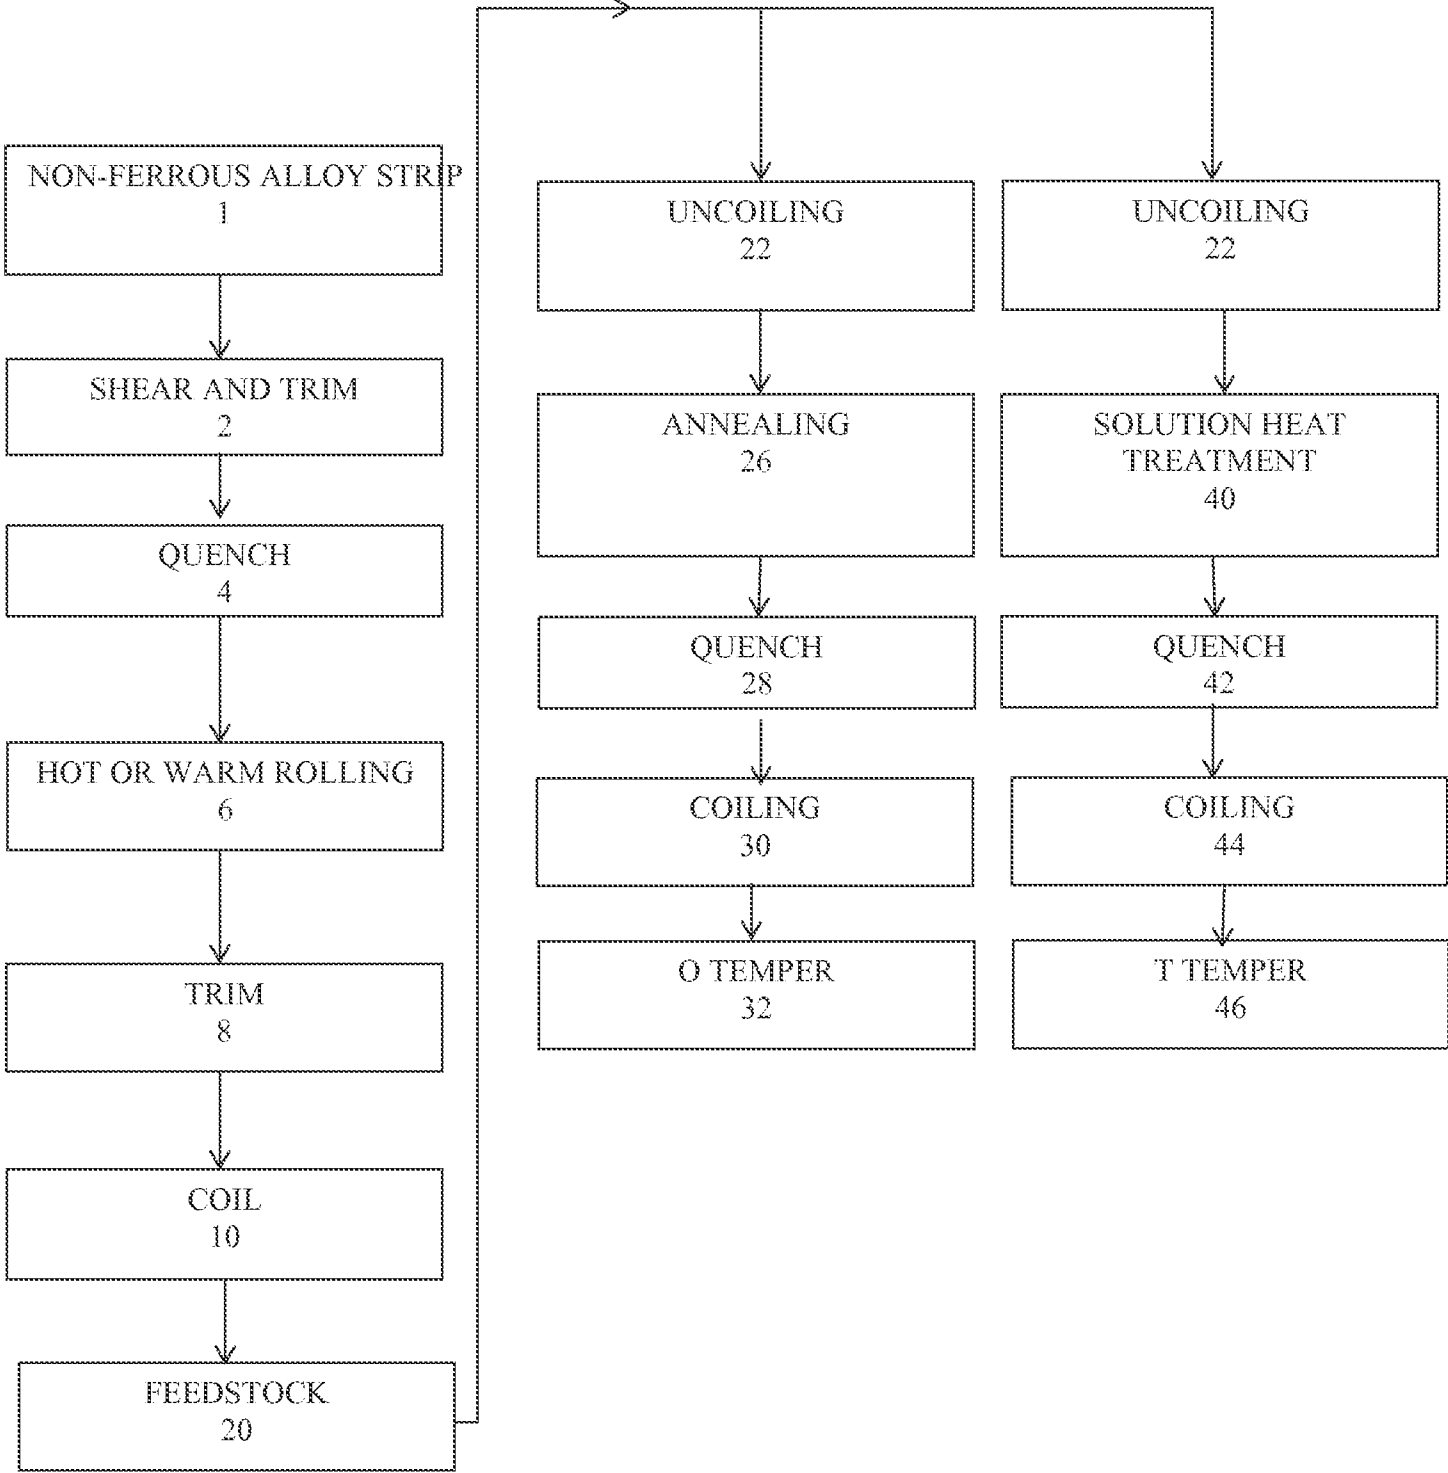 NON-FERROUS ALLOY STRIP
1
SHEAR AND TRIM
2
QUENCH
4
HOT OR WARM ROLLING
6
TRIM
8
COIL
10
FEEDSTOCK
20
UNCOILING
22
ANNEALING
26
QUENCH
28
COILING
30
O TEMPER
32
UNCOILING
22
SOLUTION HEAT
TREATMENT
40
QUENCH
42
COILING
44
T TEMPER
46